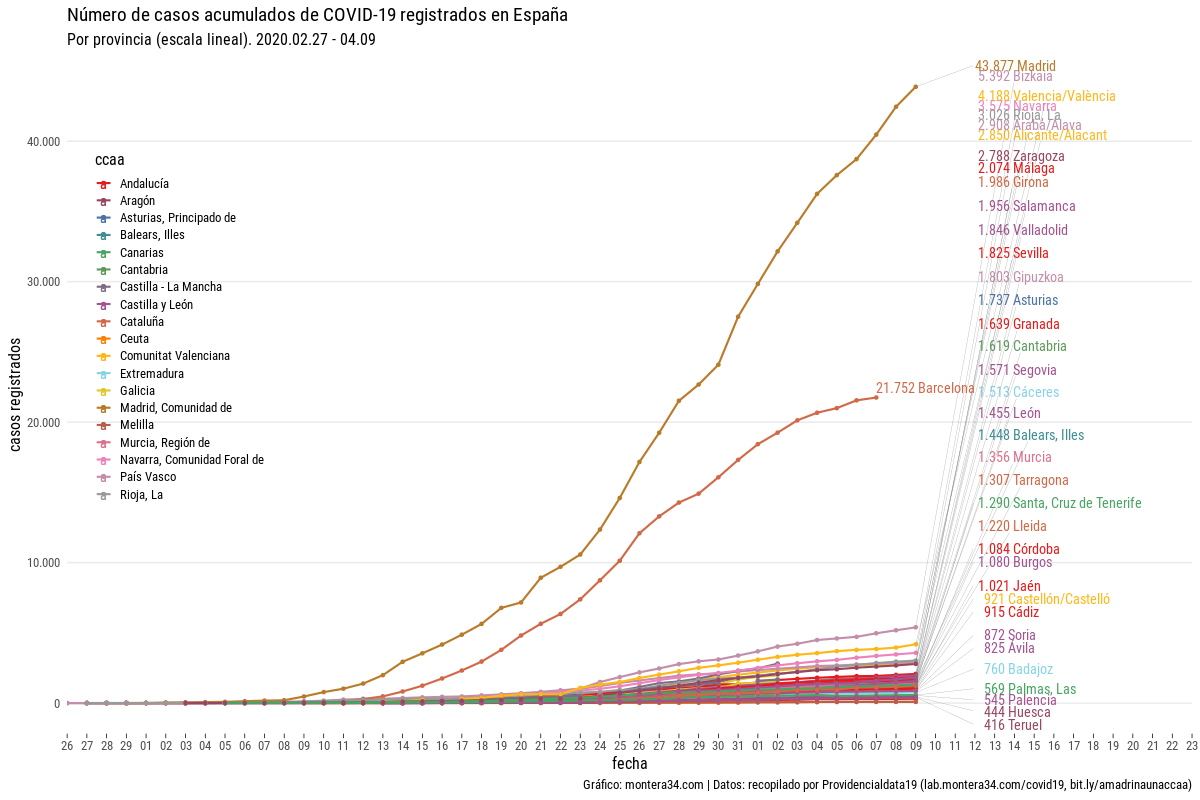 Número de casos acumulados de COVID-19 registrados en España
Por provincia (escala lineal). 2020.02.27 - 04.09
casos registrados
40.000
30.000
20.000
10.000
0
ccaa
Andalucía
Aragón
Asturias, Principado de
Balears, Illes
Canarias
Cantabria
Castilla - La Mancha
Castilla y León
Cataluña
Ceuta
Comunitat Valenciana
Extremadura
Galicia
Madrid, Comunidad de
Melilla
Murcia, Región de
Navarra, Comunidad Foral de
País Vasco
Rioja, La
43.877 Madrid
5.392 Bizkaia
4.188 Valencia/València
3.575 Navarra
3.026 Rioja, La
2.908 Araba/Álava
2.850 Alicante/Alacant
2.788 Zaragoza
2.074 Málaga
1.986 Girona
1.956 Salamanca
1.846 Valladolid
1.825 Sevilla
1.803 Gipuzkoa
1.737 Asturias
1.639 Granada
1.619 Cantabria
1.571 Segovia
21.752 Barcelona
1.513 Cáceres
1.455 León
1.448 Balears, Illes
1.356 Murcia
1.307 Tarragona
1.290 Santa, Cruz de Tenerife
1.220 Lleida
1.084 Córdoba
1.080 Burgos
1.021 Jaén
921 Castellón/Castelló
915 Cádiz
872 Soria
825 Ávila
760 Badajoz
569 Palmas, Las
545 Palencia
444 Huesca
416 Teruel
26 27 28 29 01 02 03 04 05 06 07 08 09 10 11 12 13 14 15 16 17 18 19 20 21 22 23 24 25 26 27 28 29 30 31 01 02 03 04 05 06 07 08 09 10 11 12 13 14 15 16 17 18 19 20 21 22 23
fecha
Gráfico: montera34.com | Datos: recopilado por Providencialdata19 (lab.montera34.com/covid19, bit.ly/amadrinaunaccaa)